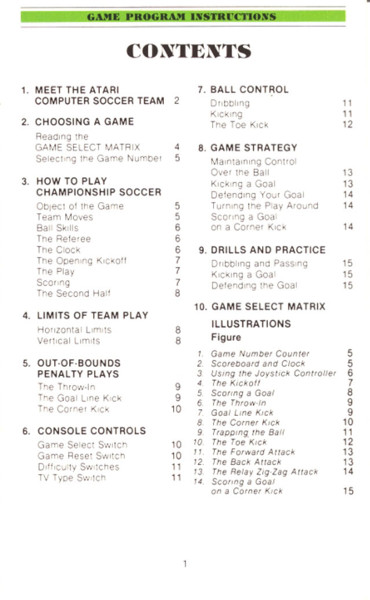 GAME PROGRAM INSTRUCTIONS
CONTENTS
1. MEET THE ATARI
COMPUTER SOCCER TEAM 2
2. CHOOSING A GAME
Reading the
GAME SELECT MATRIX 4
Selecting the Game Number 5
3. HOW TO PLAY
CHAMPIONSHIP SOCCER
Object of the Game 5
Team Moves 5
Ball Skills 6
The Referee 6
The Clock 6
The Opening Kickoff 7
The Play 7
Scoring 7
The Second Half 8
4. LIMITS OF TEAM PLAY
Horizontal Limits 8
Vertical Limits 8
5. OUT-OF-BOUNDS
PENALTY PLAYS
The Throw-In 9
The Goal Line Kick 9
The Corner Kick 10
6. CONSOLE CONTROLS
Game Select Switch 10
Game Reset Switch 10
Difficulty Switches 11
TV Type Switch 11
7. BALL CONTROL
Dribbling 11
Kicking 11
The Toe Kick 12
8. GAME STRATEGY
Maintaining Control
Over the Ball 13
Kicking a Goal 13
Defending Your Goal 14
Turning the Play Around 14
Scoring a Goal
on a Corner Kick 14
9. DRILLS AND PRACTICE
Dribbling and Passing 15
Kicking a Goal 15
Defending the Goal 15
10. GAME SELECT MATRIX
ILLUSTRATIONS
Figure
1. Game Number Counter 5
2. Scoreboard and Clock 5
3. Using the Joystick Controller 6
4. The Kickoff 7
5. Scoring a Goal 8
6. The Throw-In 9
7. Goal Line Kick 9
8. The Corner Kick 10
9. Trapping the Ball 11
10. The Toe Kick 12
11. The Forward Attack 13
12. The Back Attack 13
13. The Relay Zig-Zag Attack 14
14. Scoring a Goal
on a Corner Kick 15
1